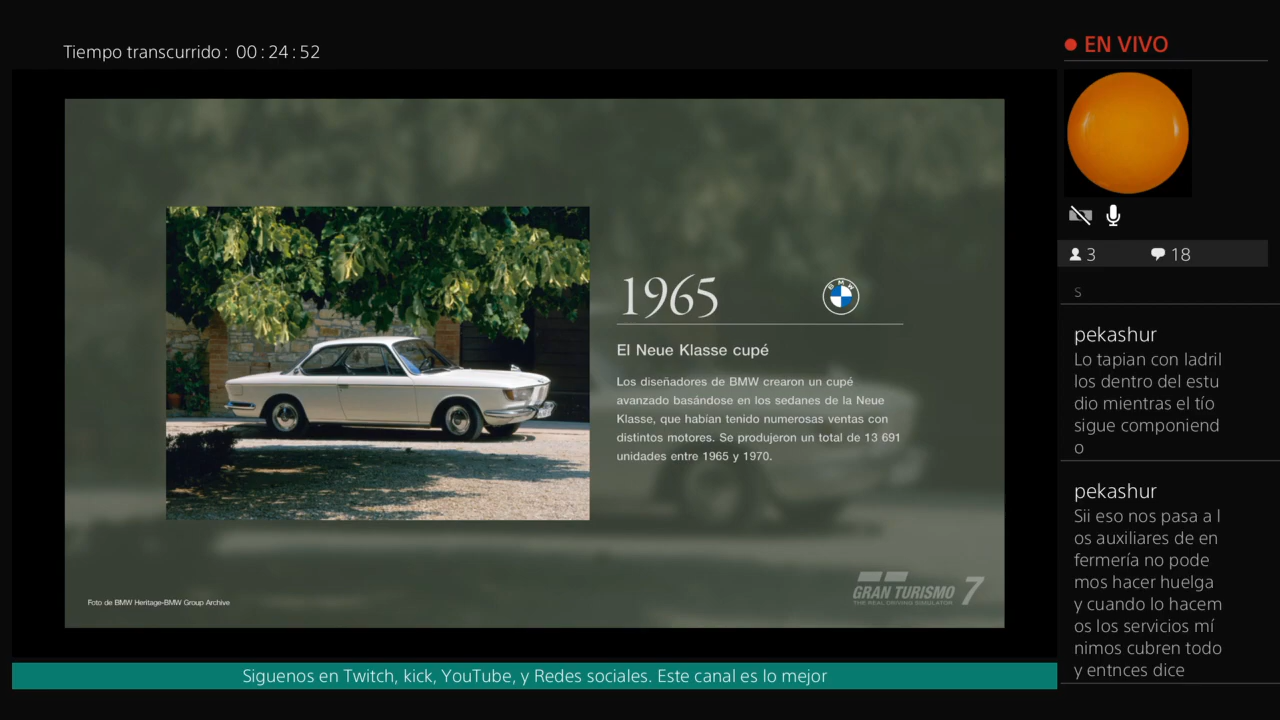 Tiempo transcurrido: 00:24:52
EN VIVO
1965
BMW
El Neue Klasse cupé
Los diseñadores de BMW crearon un cupé
avanzado basándose en los sedanes de la Neue
Klasse, que habían tenido numerosas ventas con
distintos motores. Se produjeron un total de 13 691
unidades entre 1965 y 1970.
Foto de BMW Heritage-BMW Group Archive
GRAN TURISMO 7
THE REAL DRIVING SIMULATOR
Siguenos en Twitch, kick, YouTube, y Redes sociales. Este canal es lo mejor
3
18
s
pekashur
Lo tapian con ladril
los dentro del estu
dio mientras el tío
sigue componiend
o
pekashur
Sii eso nos pasa a l
os auxiliares de en
fermería no pode
mos hacer huelga
y cuando lo hacem
os los servicios mí
nimos cubren todo
y entnces dice